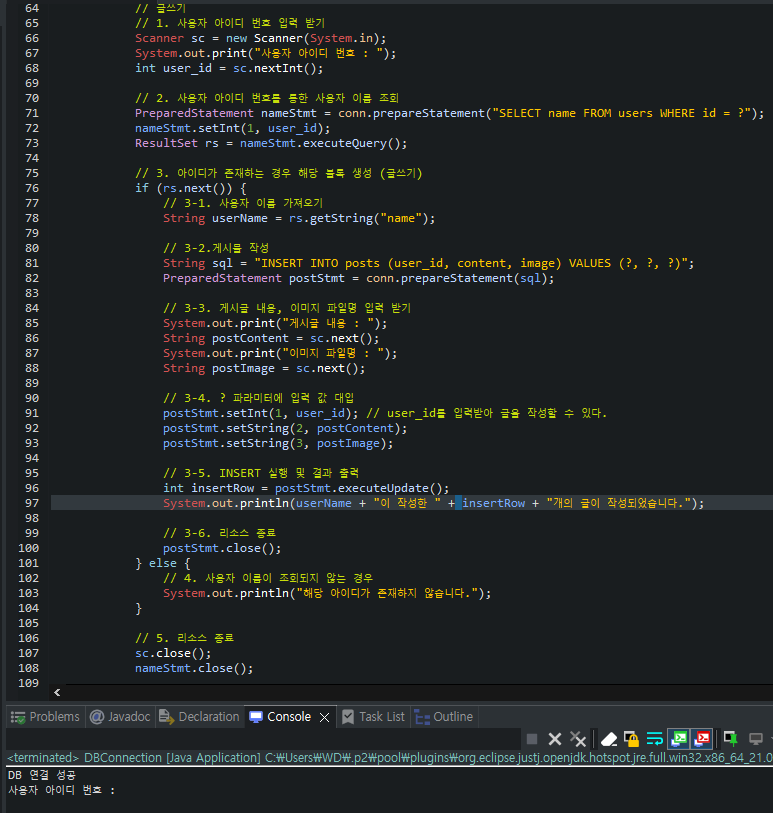 64 // 글쓰기
65 // 1. 사용자 아이디 번호 입력 받기
66 Scanner sc = new Scanner(System.in);
67 System.out.print("사용자 아이디 번호 : ");
68 int user_id = sc.nextInt();
69
70 // 2. 사용자 아이디 번호를 통한 사용자 이름 조회
71 PreparedStatement nameStmt = conn.prepareStatement("SELECT name FROM users WHERE id = ?");
72 nameStmt.setInt(1, user_id);
73 ResultSet rs = nameStmt.executeQuery();
74
75 // 3. 아이디가 존재하는 경우 해당 블록 생성 (글쓰기)
76 if (rs.next()) {
77 // 3-1. 사용자 이름 가져오기
78 String userName = rs.getString("name");
79
80 // 3-2.게시물 작성
81 String sql = "INSERT INTO posts (user_id, content, image) VALUES (?, ?, ?)";
82 PreparedStatement postStmt = conn.prepareStatement(sql);
83
84 // 3-3. 게시글 내용, 이미지 파일명 입력 받기
85 System.out.print("게시글 내용 : ");
86 String postContent = sc.next();
87 System.out.print("이미지 파일명 : ");
88 String postImage = sc.next();
89
90 // 3-4. ? 파라미터에 입력 값 대입
91 postStmt.setInt(1, user_id); // user_id를 입력받아 글을 작성할 수 있다.
92 postStmt.setString(2, postContent);
93 postStmt.setString(3, postImage);
94
95 // 3-5. INSERT 실행 및 결과 출력
96 int insertRow = postStmt.executeUpdate();
97 System.out.println(userName + "이 작성한 " + insertRow + "개의 글이 작성되었습니다.");
98
99 // 3-6. 리소스 종료
100 postStmt.close();
101 } else {
102 // 4. 사용자 이름이 조회되지 않는 경우
103 System.out.println("해당 아이디가 존재하지 않습니다.");
104 }
105
106 // 5. 리소스 종료
107 sc.close();
108 nameStmt.close();
109
Problems @ Javadoc Declaration Console Task List Outline
<terminated> DBConnection [Java Application] C:₩Users₩WD₩.p2₩pool₩plugins₩org.eclipse.justj.openjdk.hotspot.jre.full.win32.x86_64_21.0
DB 연결 성공
사용자 아이디 번호 :